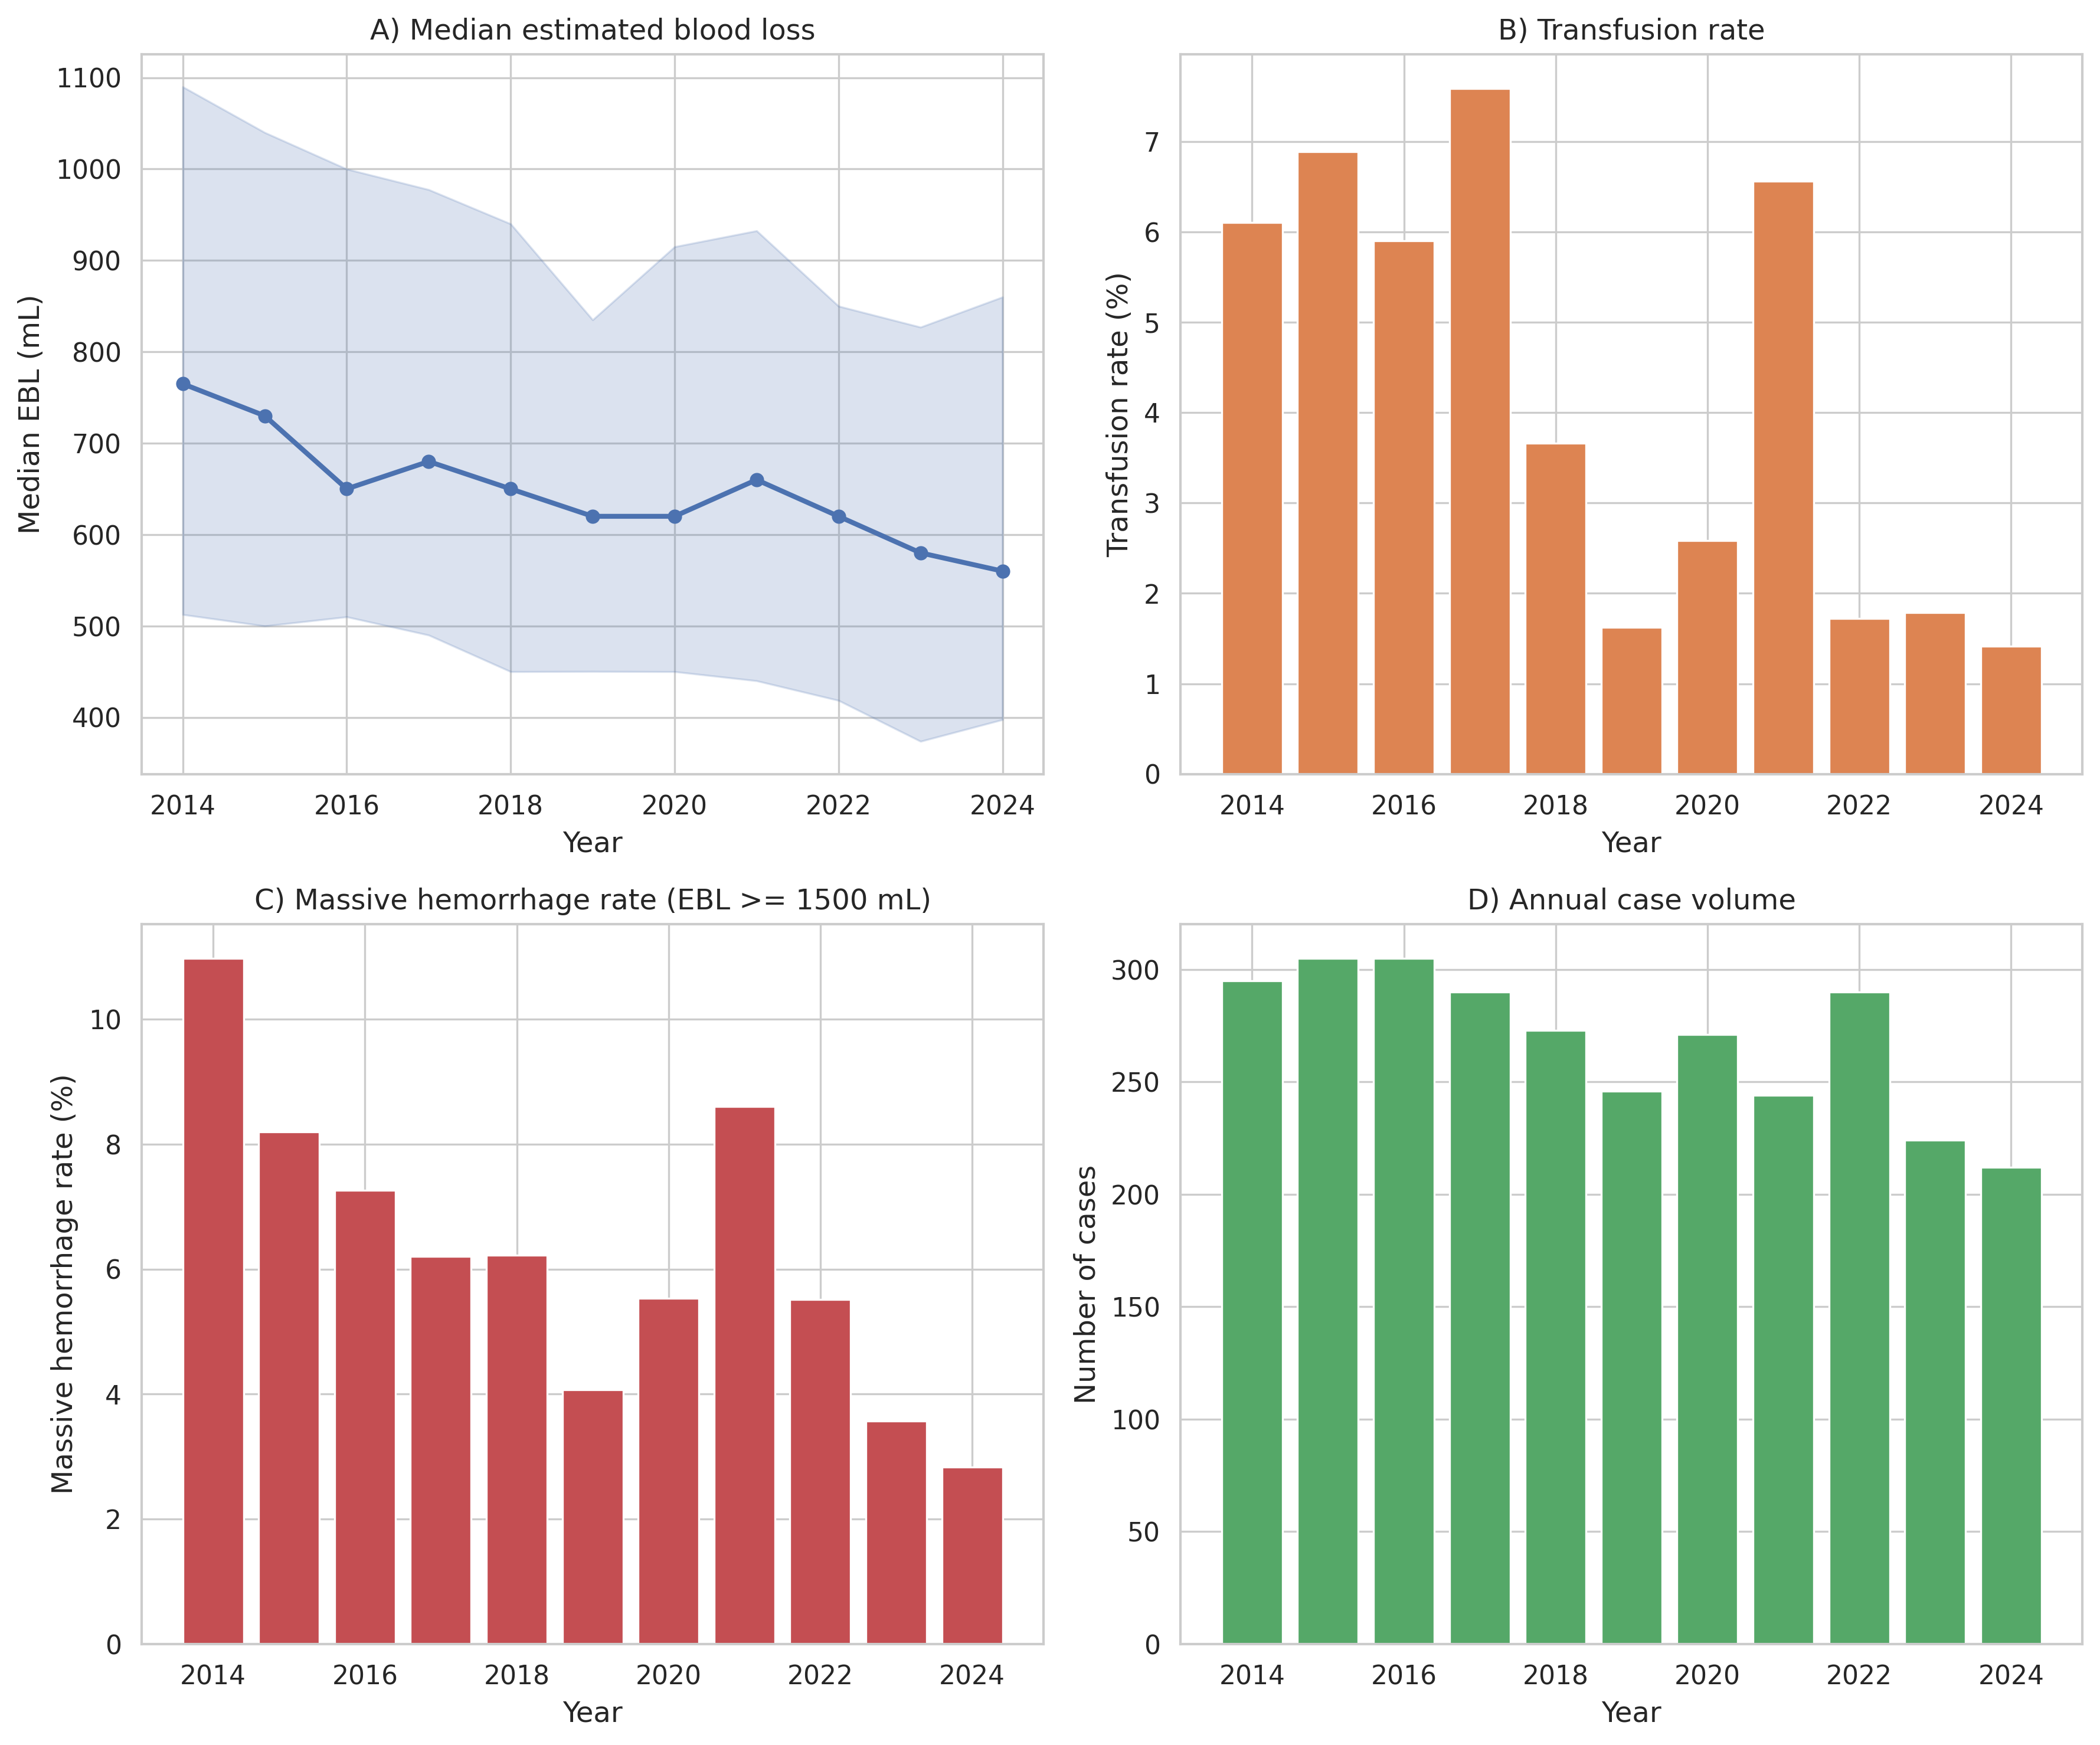 A) Median estimated blood loss
Median EBL (mL)
1100
1000
900
800
700
600
500
400
2014 2016 2018 2020 2022 2024
Year
B) Transfusion rate
Transfusion rate (%)
7
6
5
4
3
2
1
0
2014 2016 2018 2020 2022 2024
Year
C) Massive hemorrhage rate (EBL >= 1500 mL)
Massive hemorrhage rate (%)
10
8
6
4
2
0
2014 2016 2018 2020 2022 2024
Year
D) Annual case volume
Number of cases
300
250
200
150
100
50
0
2014 2016 2018 2020 2022 2024
Year